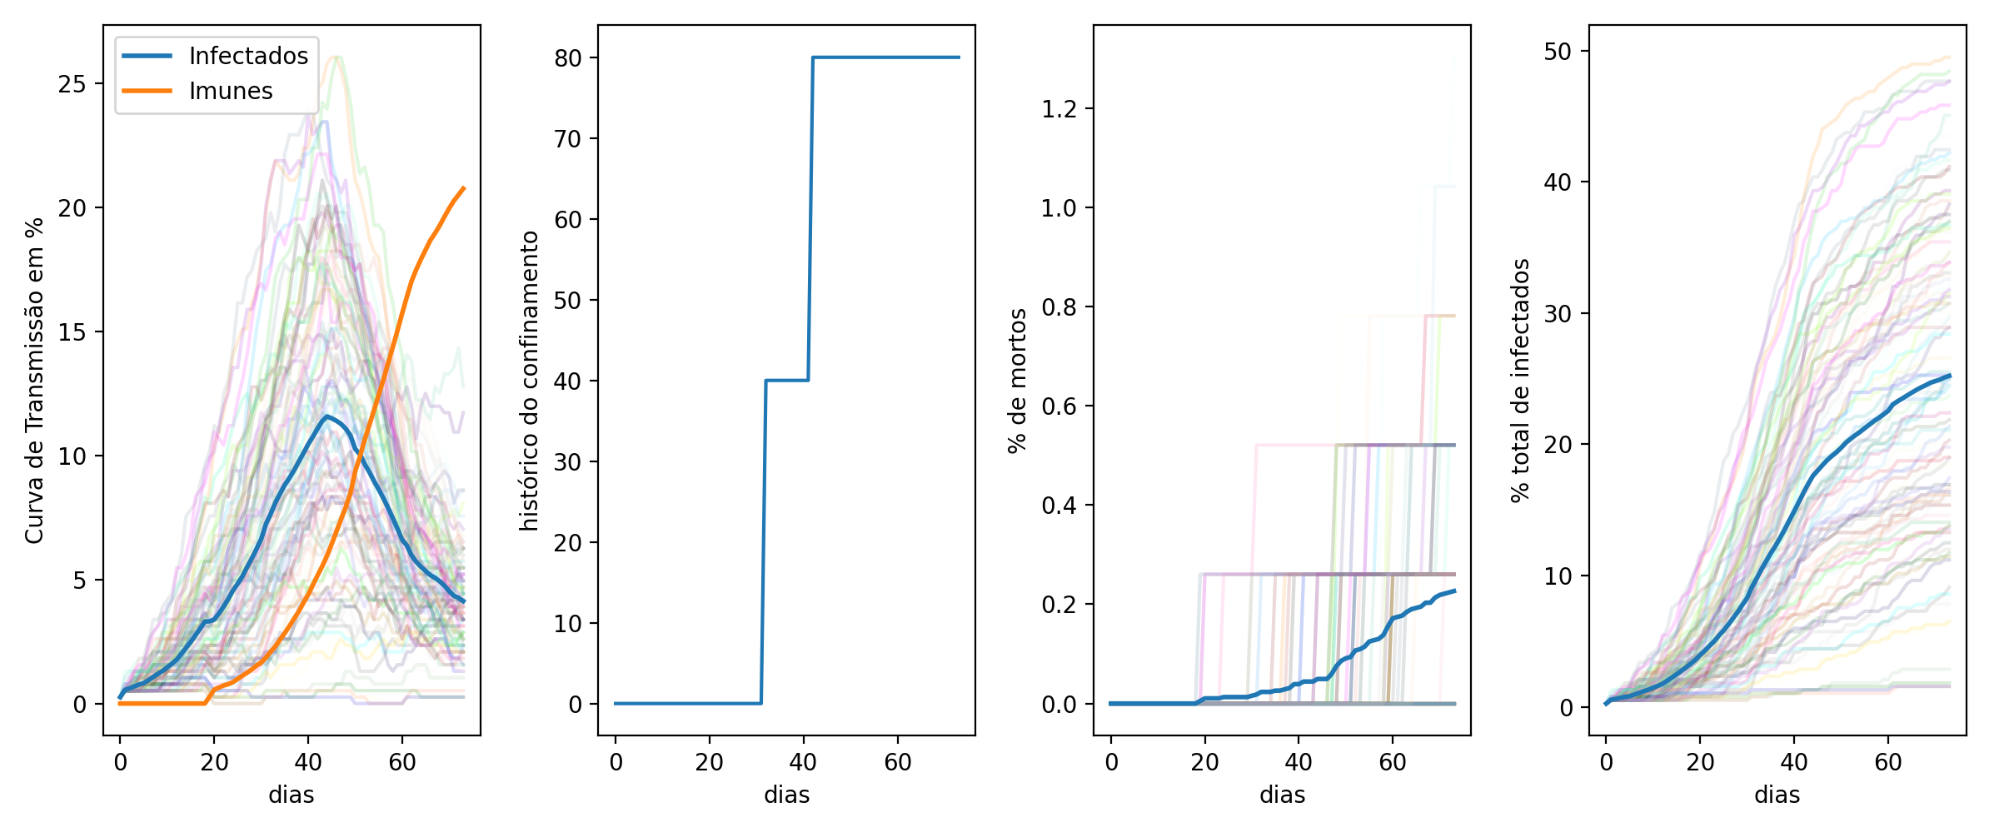 Curva de Transmissão em %
25
20
15
10
5
0
Infectados
Imunes
0 20 40 60
dias
histórico do confinamento
80
70
60
50
40
30
20
10
0
0 20 40 60
dias
% de mortos
1.2
1.0
0.8
0.6
0.4
0.2
0.0
0 20 40 60
dias
% total de infectados
50
40
30
20
10
0
0 20 40 60
dias